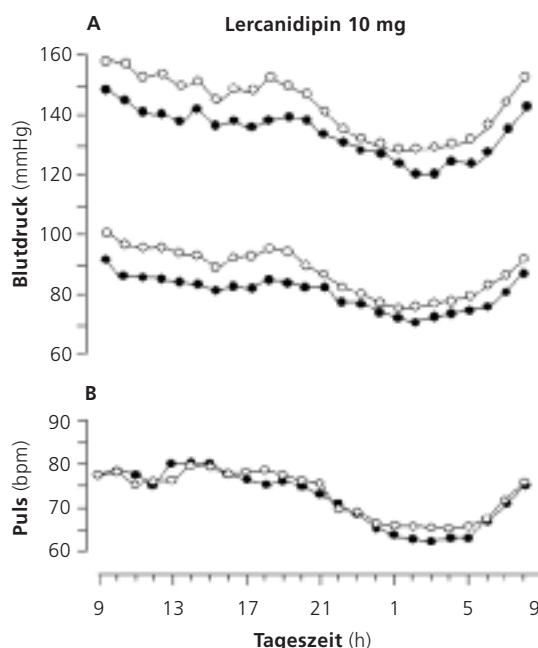 A Lercanidipin 10 mg
160
140
120
100
80
60
Blutdruck (mmHg)
B
90
80
70
60
Puls (bpm)
9 13 17 21 1 5 9
Tageszeit (h)